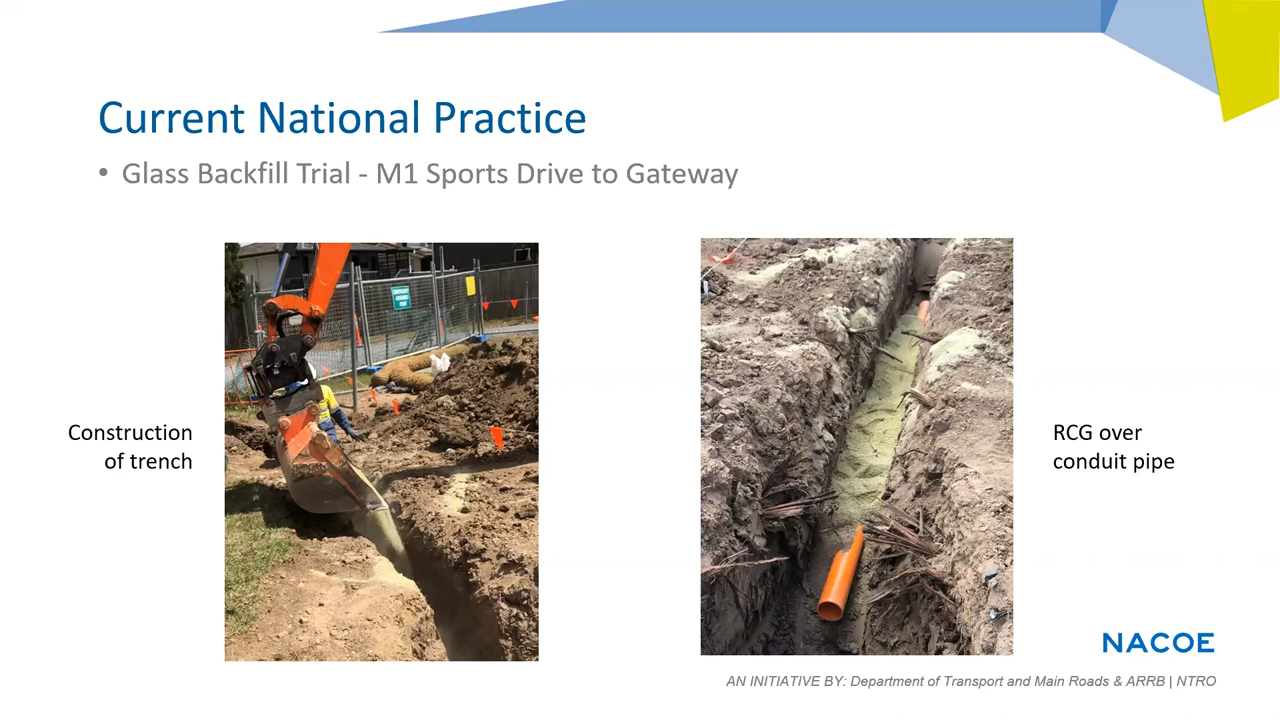 Current National Practice
• Glass Backfill Trial - M1 Sports Drive to Gateway
Construction
of trench
RCG over
conduit pipe
NACOE
AN INITIATIVE BY: Department of Transport and Main Roads & ARRB | NTRO